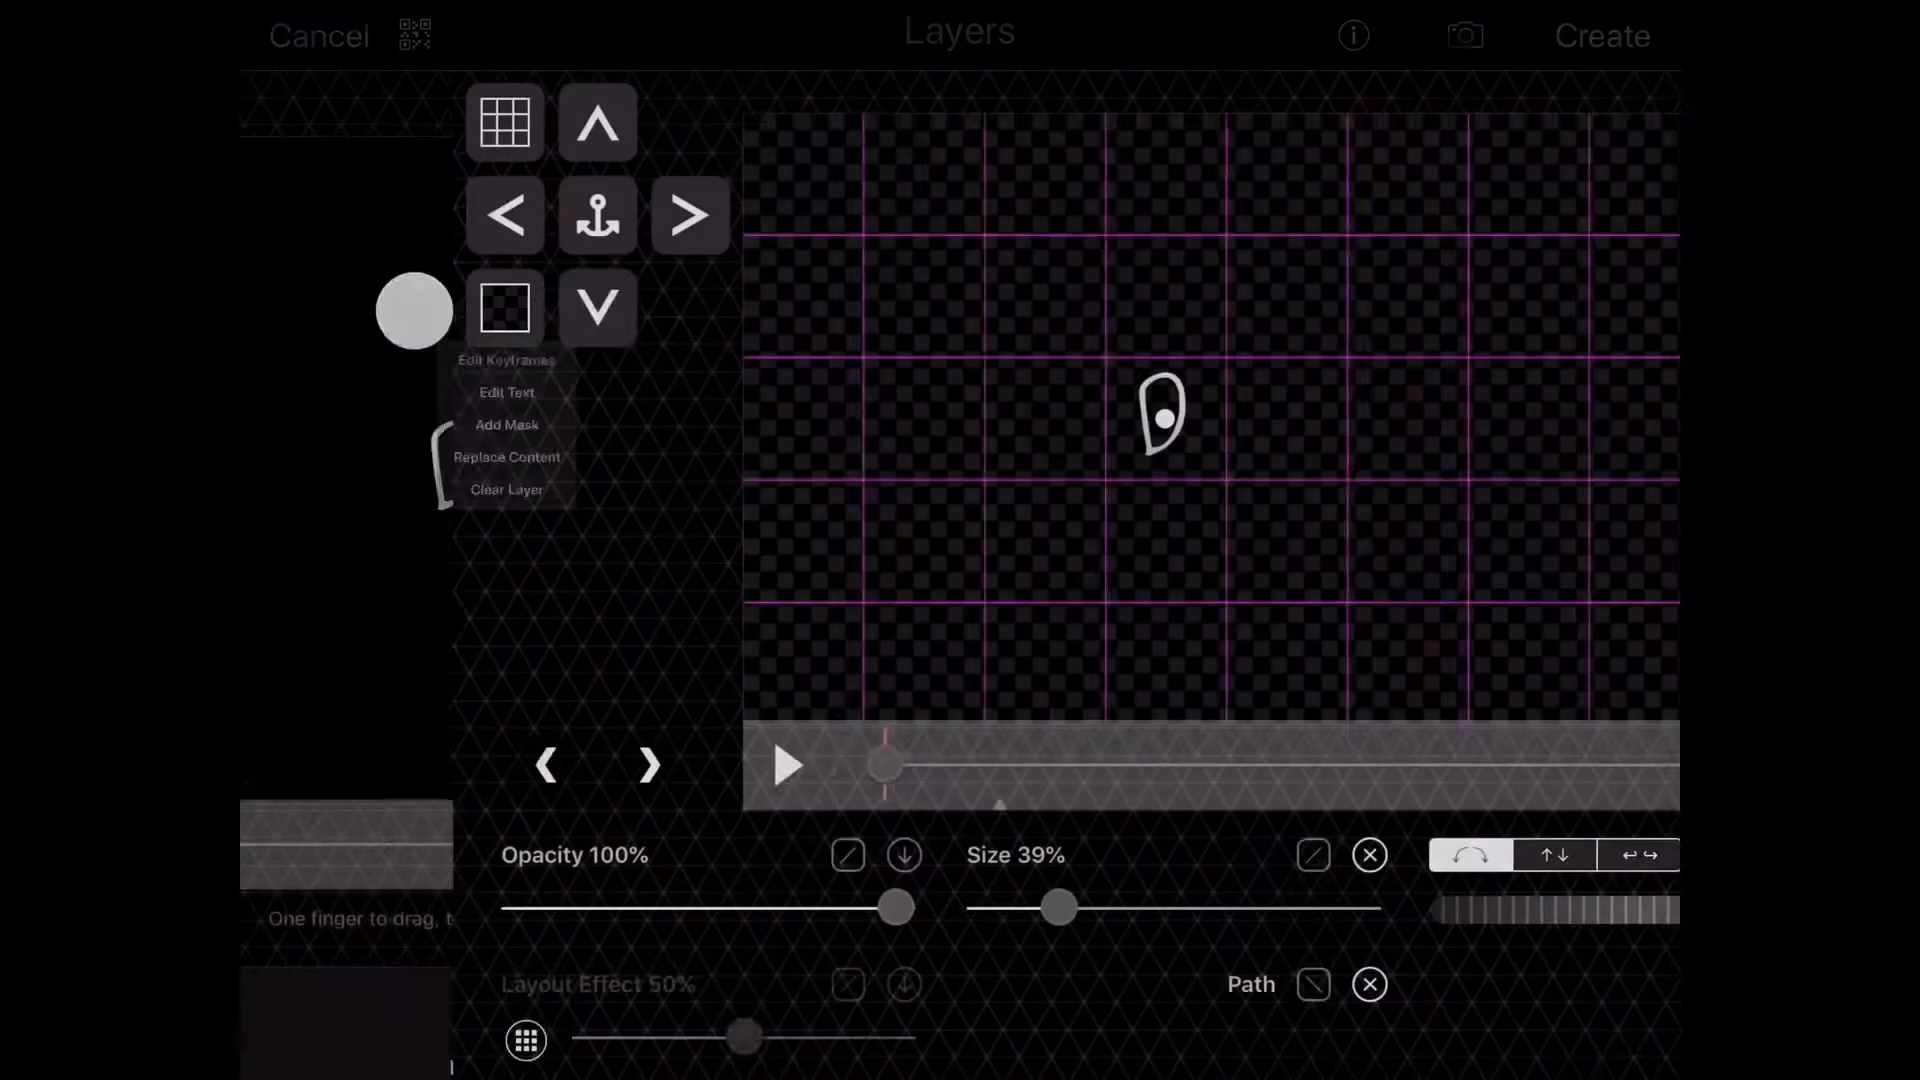 Cancel
Layers
Create
Edit Keyframes
Edit Text
Add Mask
Replace Content
Clear Layer
Opacity 100%
Size 39%
One finger to drag, t
Layout Effect 50%
Path